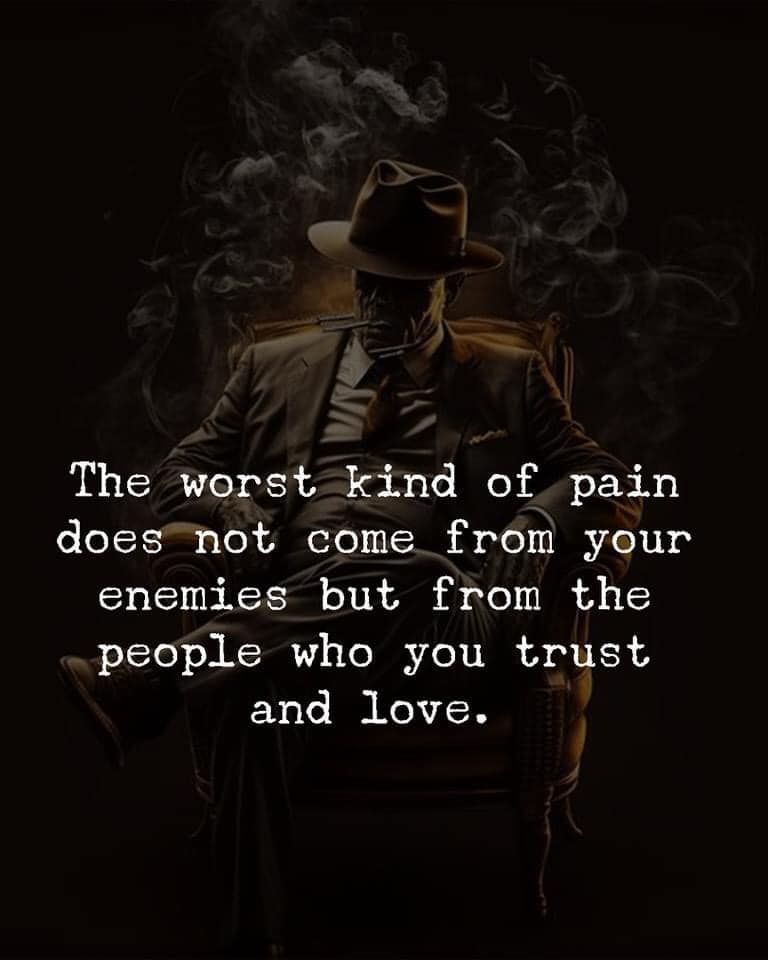 The worst kind of pain
does not come from your
enemies but from the
people who you trust
and love.